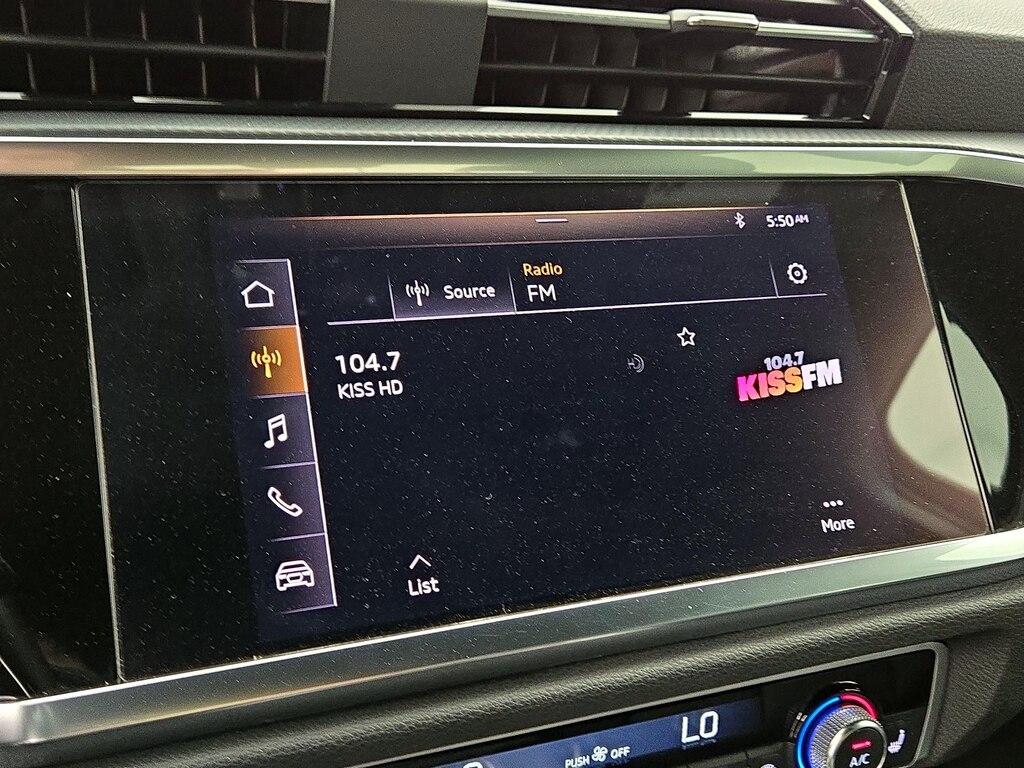 5:50 AM
Source
Radio
FM
104.7
KISS HD
104.7
KISSFM
More
List
LO
PUSH OFF
A/C